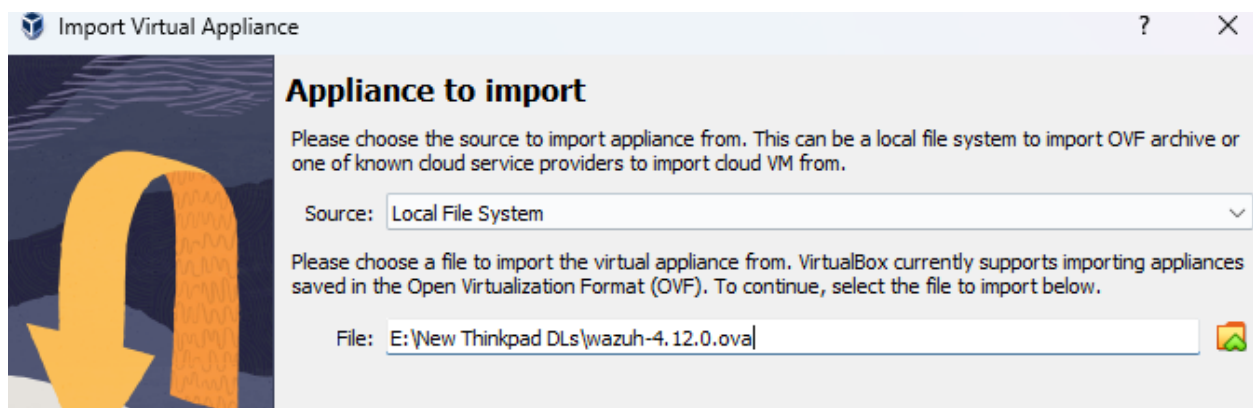 Import Virtual Appliance
?
Appliance to import
Please choose the source to import appliance from. This can be a local file system to import OVF archive or
one of known cloud service providers to import cloud VM from.
Source: Local File System
Please choose a file to import the virtual appliance from. VirtualBox currently supports importing appliances
saved in the Open Virtualization Format (OVF). To continue, select the file to import below.
File: E:\New Thinkpad DLs\wazuh-4.12.0.ova